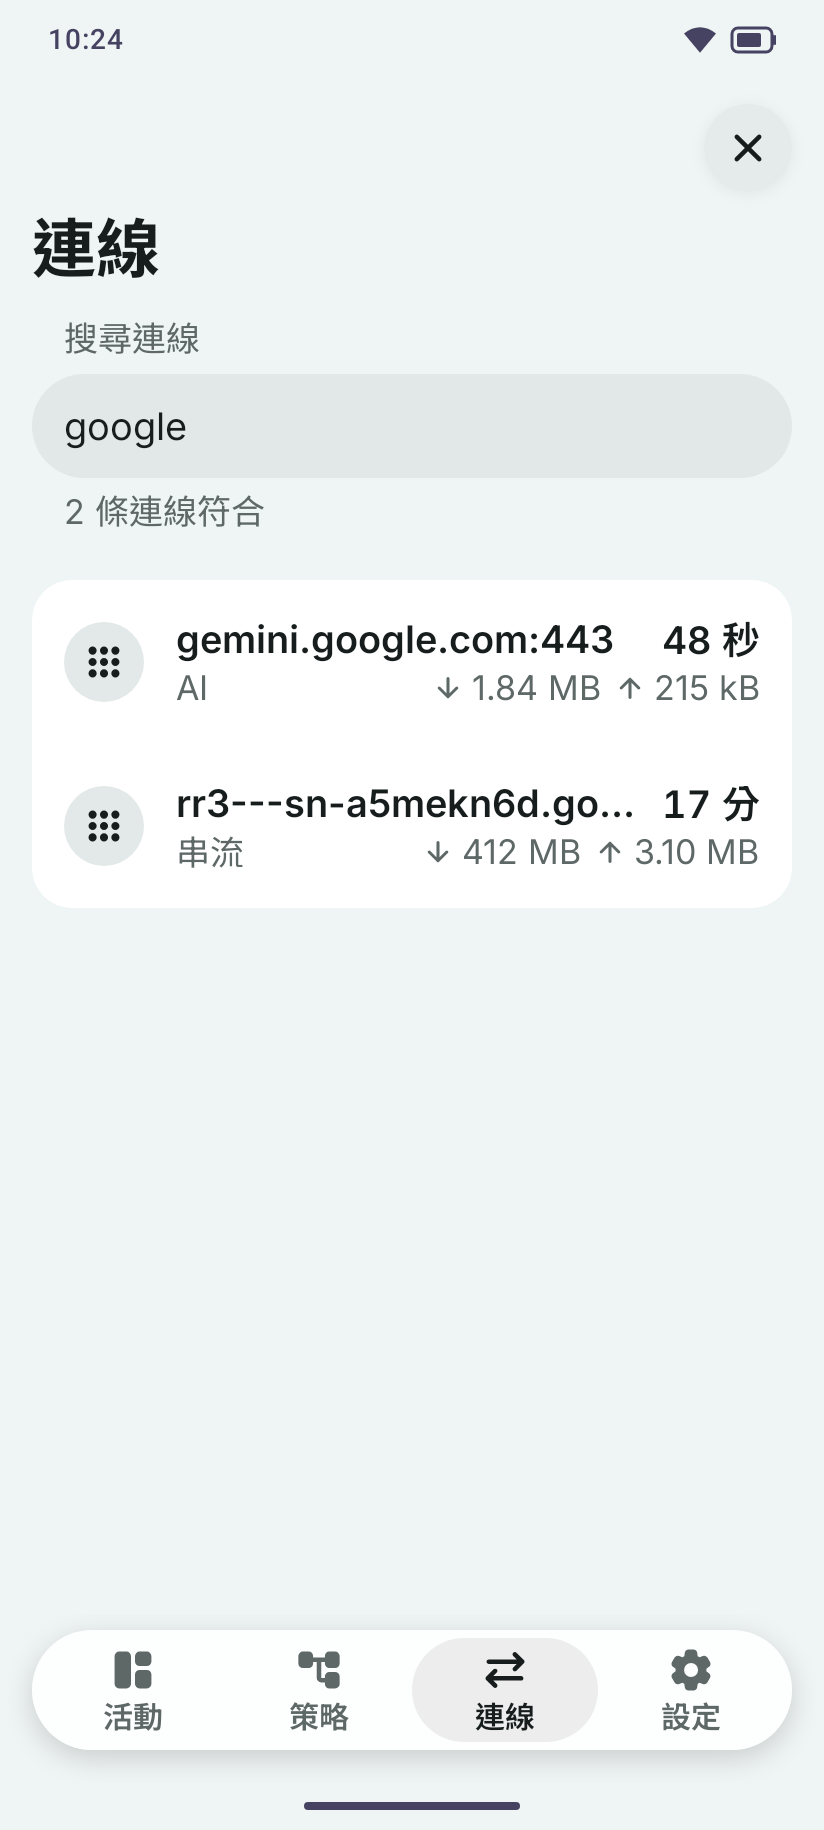 10:24
連線
搜尋連線
google
2 條連線符合
gemini.google.com:443 48 秒
AI ↓ 1.84 MB ↑ 215 kB
rr3---sn-a5mekn6d.go... 17 分
串流 ↓ 412 MB ↑ 3.10 MB
活動 策略 連線 設定